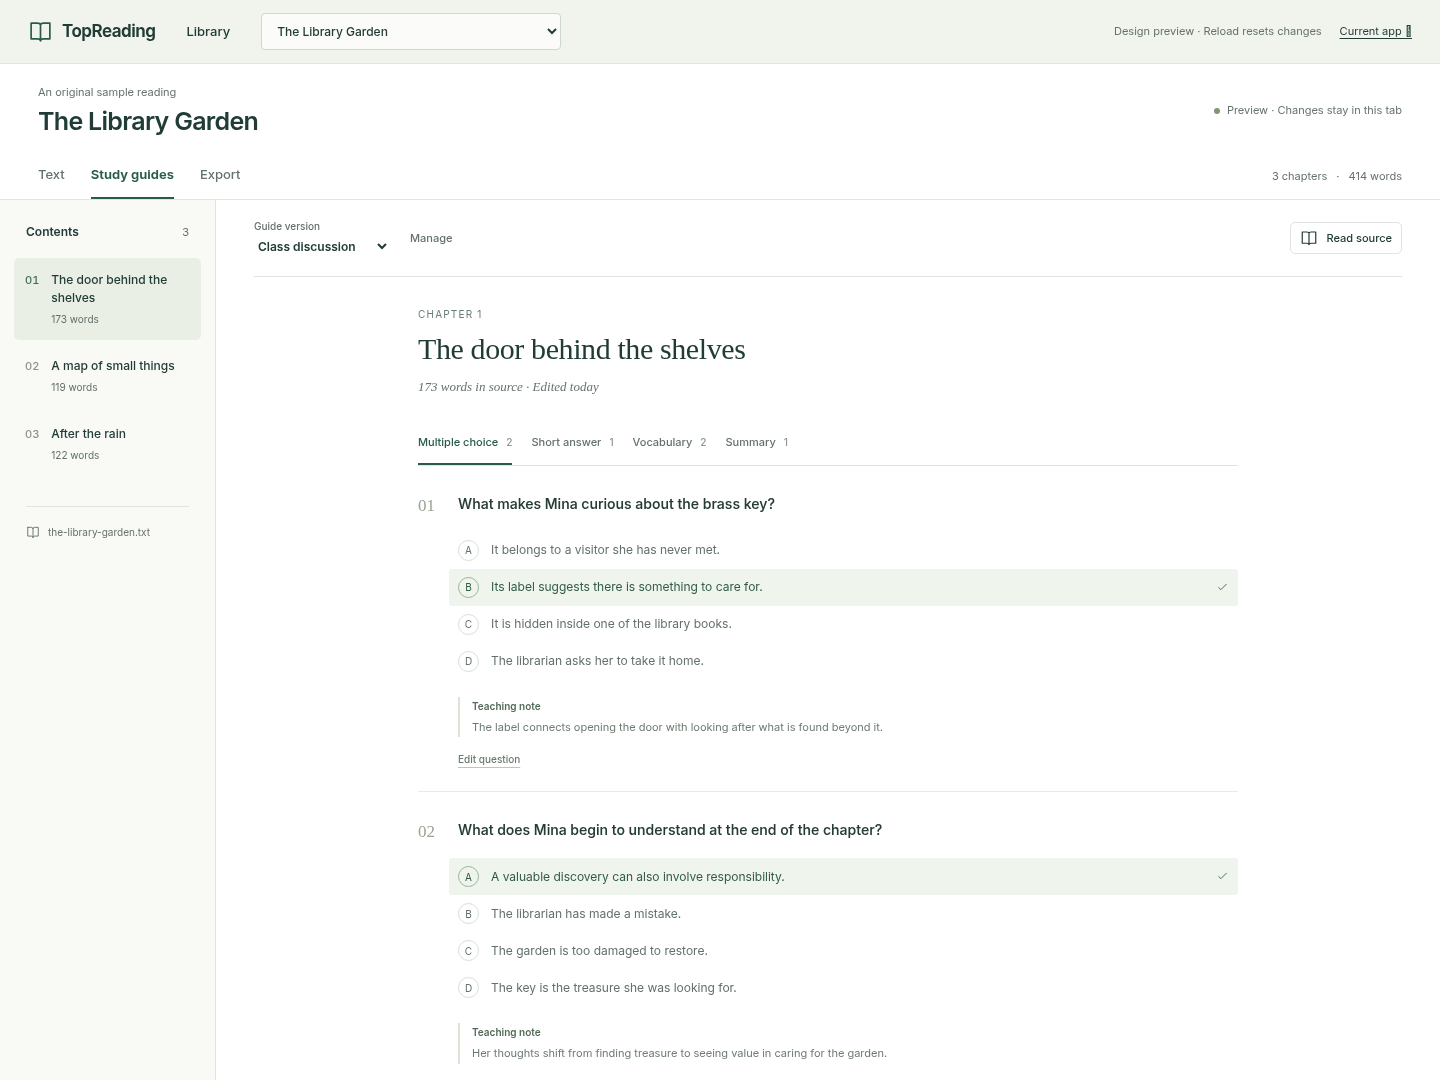 TopReading
Library
The Library Garden
Design preview · Reload resets changes
Current app
An original sample reading
The Library Garden
Preview · Changes stay in this tab
Text
Study guides
Export
3 chapters · 414 words
Contents
3
01
The door behind the
shelves
173 words
02
A map of small things
119 words
03
After the rain
122 words
the-library-garden.txt
Guide version
Class discussion
Manage
Read source
CHAPTER 1
The door behind the shelves
173 words in source · Edited today
Multiple choice 2
Short answer 1
Vocabulary 2
Summary 1
01
What makes Mina curious about the brass key?
A
It belongs to a visitor she has never met.
B
Its label suggests there is something to care for.
C
It is hidden inside one of the library books.
D
The librarian asks her to take it home.
Teaching note
The label connects opening the door with looking after what is found beyond it.
Edit question
02
What does Mina begin to understand at the end of the chapter?
A
A valuable discovery can also involve responsibility.
B
The librarian has made a mistake.
C
The garden is too damaged to restore.
D
The key is the treasure she was looking for.
Teaching note
Her thoughts shift from finding treasure to seeing value in caring for the garden.